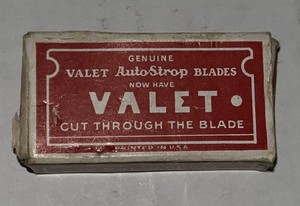 GENUINE
VALET AutoStrop BLADES
NOW HAVE
VALET •
CUT THROUGH THE BLADE
PRINTED IN U.S.A.